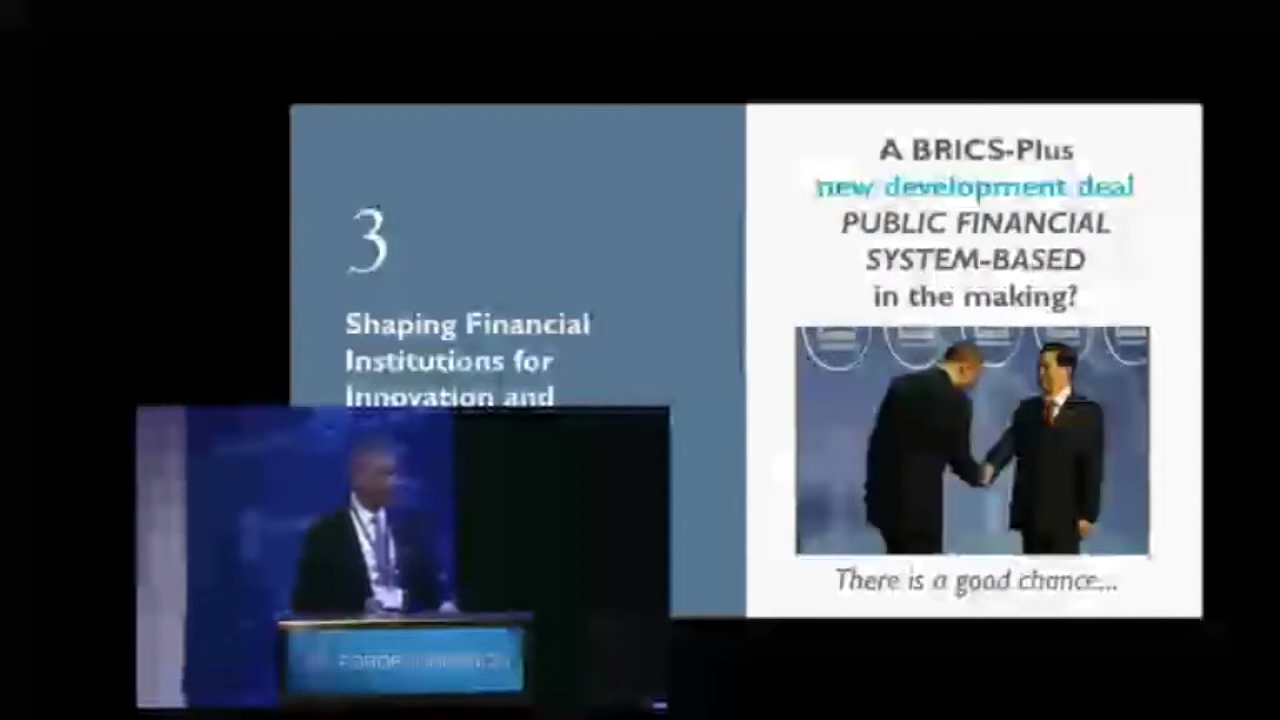 3
Shaping Financial
Institutions for
Innovation and
A BRICS-Plus
new development deal
PUBLIC FINANCIAL
SYSTEM-BASED
in the making?
There is a good chance...